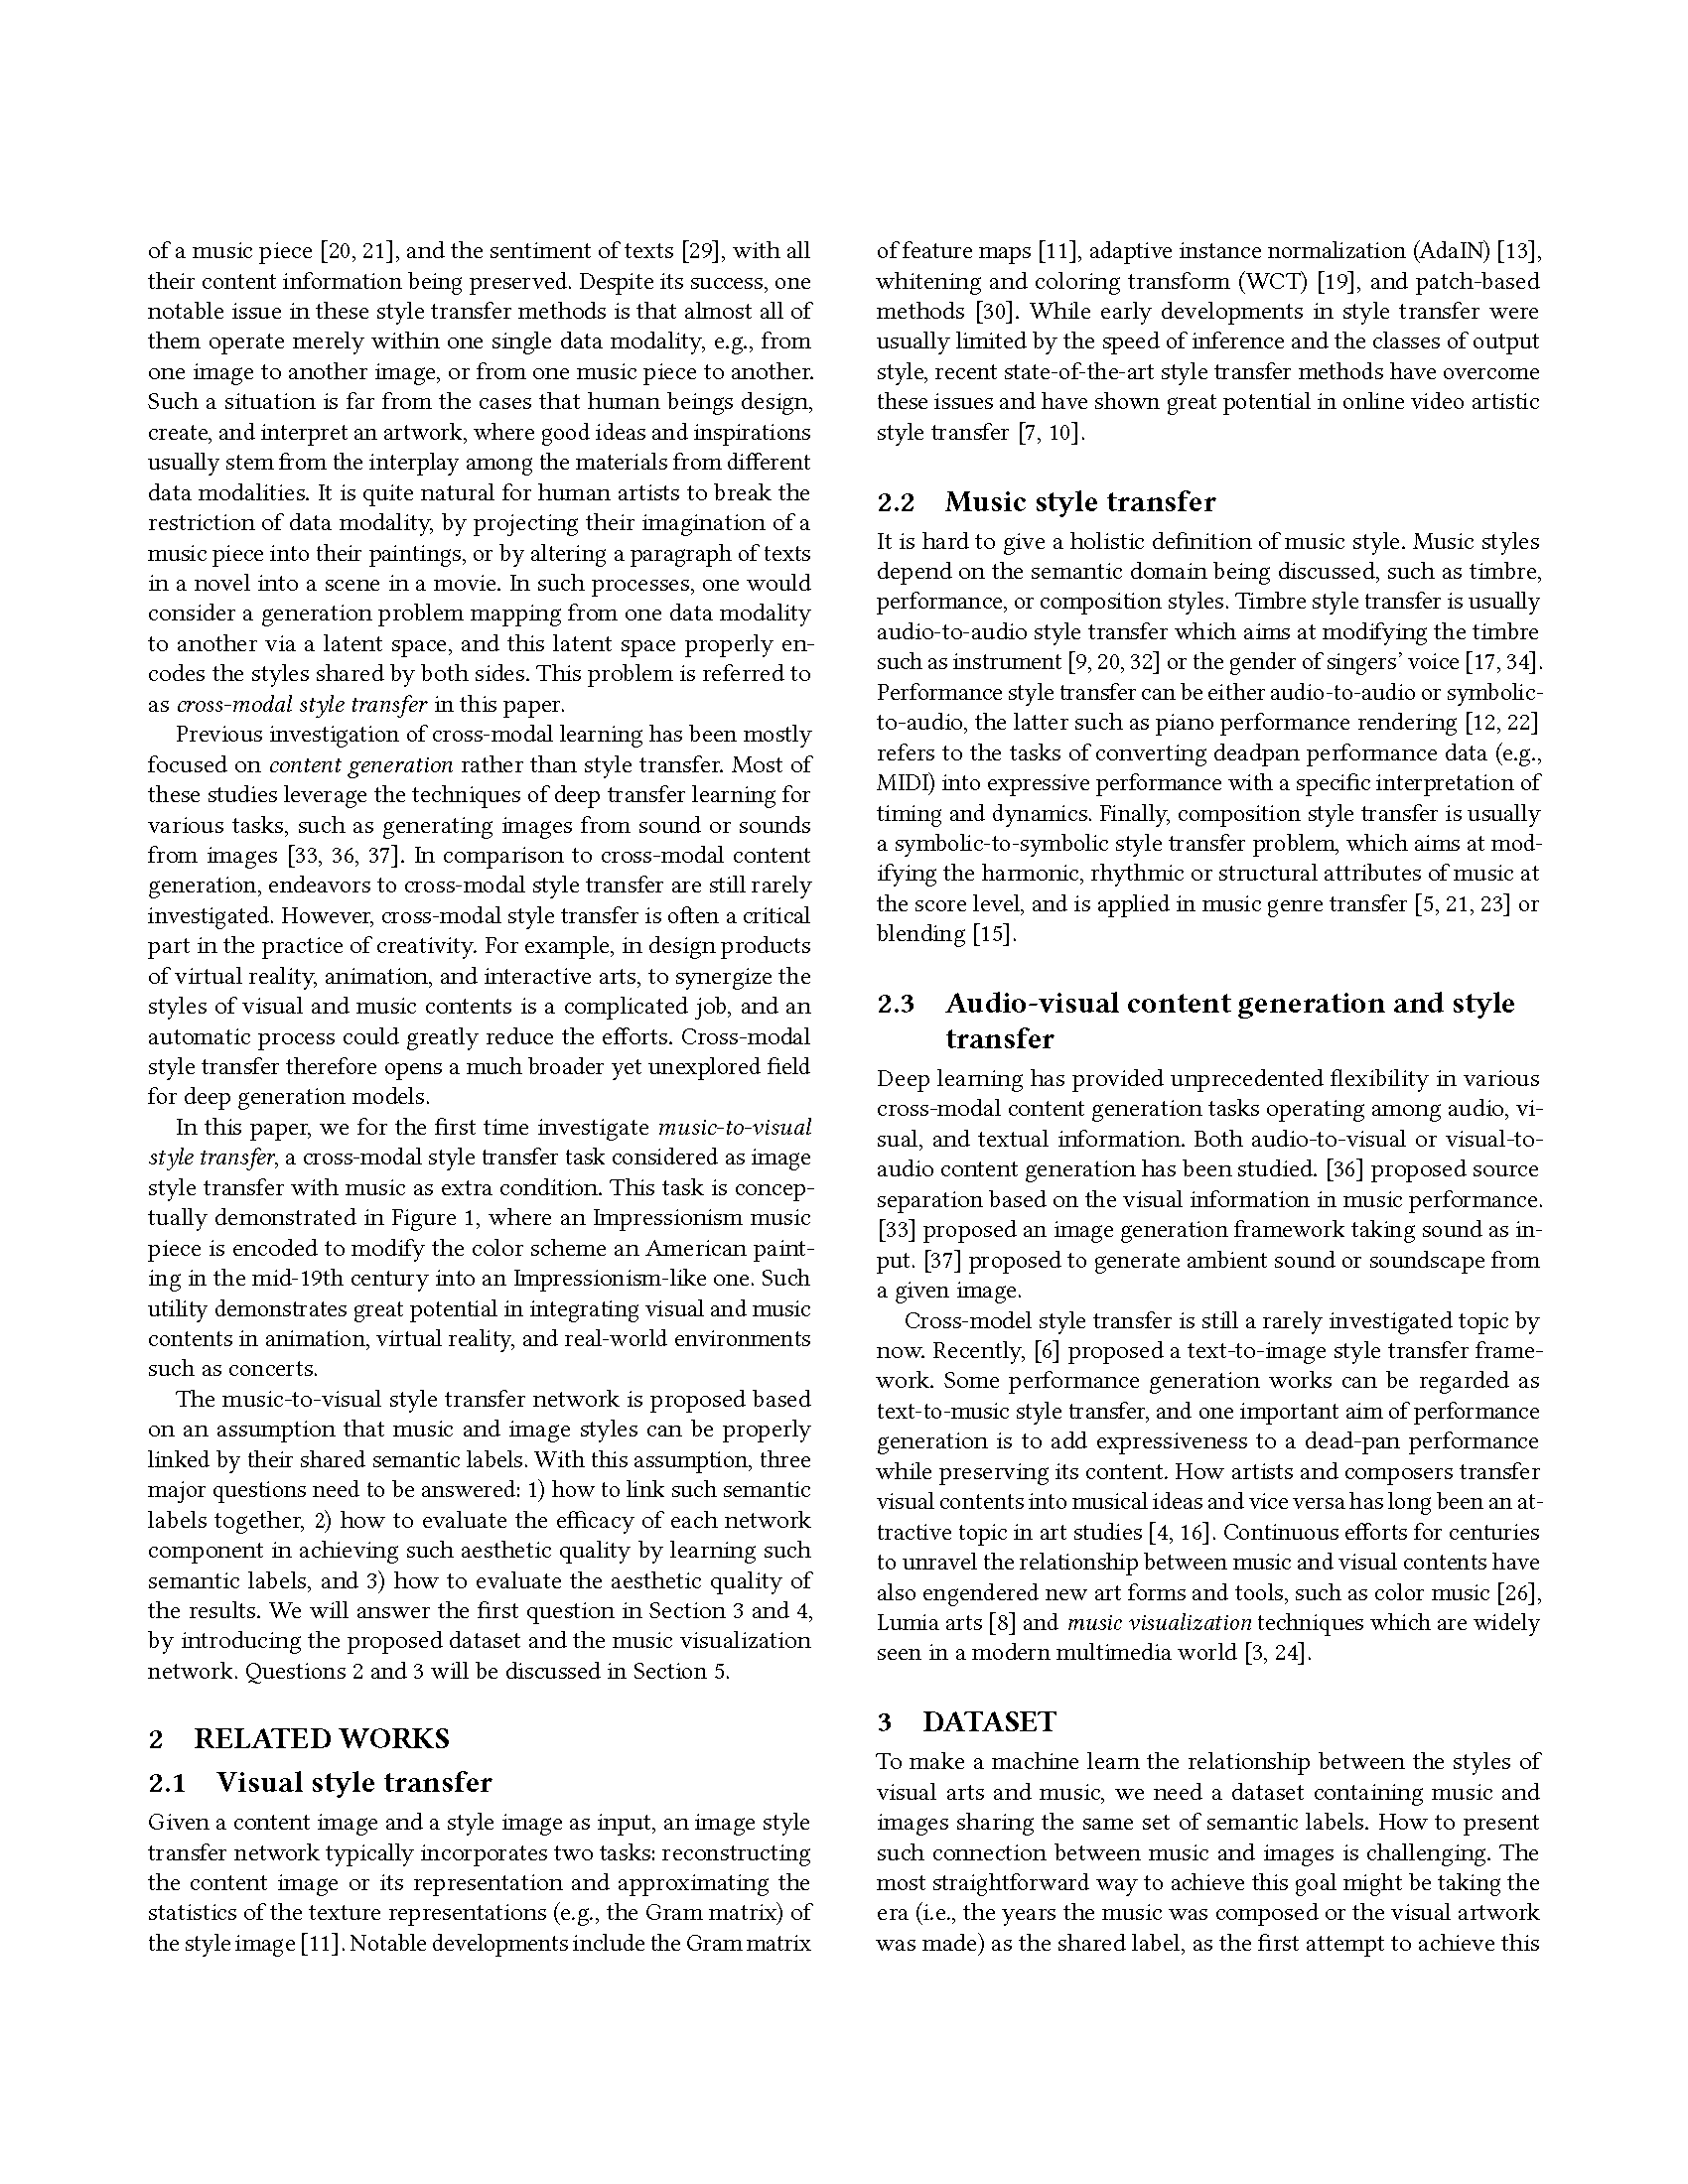 of a music piece [20, 21], and the sentiment of texts [29], with all
their content information being preserved. Despite its success, one
notable issue in these style transfer methods is that almost all of
them operate merely within one single data modality, e.g., from
one image to another image, or from one music piece to another.
Such a situation is far from the cases that human beings design,
create, and interpret an artwork, where good ideas and inspirations
usually stem from the interplay among the materials from different
data modalities. It is quite natural for human artists to break the
restriction of data modality, by projecting their imagination of a
music piece into their paintings, or by altering a paragraph of texts
in a novel into a scene in a movie. In such processes, one would
consider a generation problem mapping from one data modality
to another via a latent space, and this latent space properly en-
codes the styles shared by both sides. This problem is referred to
as cross-modal style transfer in this paper.
Previous investigation of cross-modal learning has been mostly
focused on content generation rather than style transfer. Most of
these studies leverage the techniques of deep transfer learning for
various tasks, such as generating images from sound or sounds
from images [33, 36, 37]. In comparison to cross-modal content
generation, endeavors to cross-modal style transfer are still rarely
investigated. However, cross-modal style transfer is often a critical
part in the practice of creativity. For example, in design products
of virtual reality, animation, and interactive arts, to synergize the
styles of visual and music contents is a complicated job, and an
automatic process could greatly reduce the efforts. Cross-modal
style transfer therefore opens a much broader yet unexplored field
for deep generation models.
In this paper, we for the first time investigate music-to-visual
style transfer, a cross-modal style transfer task considered as image
style transfer with music as extra condition. This task is concep-
tually demonstrated in Figure 1, where an Impressionism music
piece is encoded to modify the color scheme an American paint-
ing in the mid-19th century into an Impressionism-like one. Such
utility demonstrates great potential in integrating visual and music
contents in animation, virtual reality, and real-world environments
such as concerts.
The music-to-visual style transfer network is proposed based
on an assumption that music and image styles can be properly
linked by their shared semantic labels. With this assumption, three
major questions need to be answered: 1) how to link such semantic
labels together, 2) how to evaluate the efficacy of each network
component in achieving such aesthetic quality by learning such
semantic labels, and 3) how to evaluate the aesthetic quality of
the results. We will answer the first question in Section 3 and 4,
by introducing the proposed dataset and the music visualization
network. Questions 2 and 3 will be discussed in Section 5.
2 RELATED WORKS
2.1 Visual style transfer
Given a content image and a style image as input, an image style
transfer network typically incorporates two tasks: reconstructing
the content image or its representation and approximating the
statistics of the texture representations (e.g., the Gram matrix) of
the style image [11]. Notable developments include the Gram matrix
of feature maps [11], adaptive instance normalization (AdaIN) [13],
whitening and coloring transform (WCT) [19], and patch-based
methods [30]. While early developments in style transfer were
usually limited by the speed of inference and the classes of output
style, recent state-of-the-art style transfer methods have overcome
these issues and have shown great potential in online video artistic
style transfer [7, 10].
2.2 Music style transfer
It is hard to give a holistic definition of music style. Music styles
depend on the semantic domain being discussed, such as timbre,
performance, or composition styles. Timbre style transfer is usually
audio-to-audio style transfer which aims at modifying the timbre
such as instrument [9, 20, 32] or the gender of singers’ voice [17, 34].
Performance style transfer can be either audio-to-audio or symbolic-
to-audio, the latter such as piano performance rendering [12, 22]
refers to the tasks of converting deadpan performance data (e.g.,
MIDI) into expressive performance with a specific interpretation of
timing and dynamics. Finally, composition style transfer is usually
a symbolic-to-symbolic style transfer problem, which aims at mod-
ifying the harmonic, rhythmic or structural attributes of music at
the score level, and is applied in music genre transfer [5, 21, 23] or
blending [15].
2.3 Audio-visual content generation and style
transfer
Deep learning has provided unprecedented flexibility in various
cross-modal content generation tasks operating among audio, vi-
sual, and textual information. Both audio-to-visual or visual-to-
audio content generation has been studied. [36] proposed source
separation based on the visual information in music performance.
[33] proposed an image generation framework taking sound as in-
put. [37] proposed to generate ambient sound or soundscape from
a given image.
Cross-model style transfer is still a rarely investigated topic by
now. Recently, [6] proposed a text-to-image style transfer frame-
work. Some performance generation works can be regarded as
text-to-music style transfer, and one important aim of performance
generation is to add expressiveness to a dead-pan performance
while preserving its content. How artists and composers transfer
visual contents into musical ideas and vice versa has long been an at-
tractive topic in art studies [4, 16]. Continuous efforts for centuries
to unravel the relationship between music and visual contents have
also engendered new art forms and tools, such as color music [26],
Lumia arts [8] and music visualization techniques which are widely
seen in a modern multimedia world [3, 24].
3 DATASET
To make a machine learn the relationship between the styles of
visual arts and music, we need a dataset containing music and
images sharing the same set of semantic labels. How to present
such connection between music and images is challenging. The
most straightforward way to achieve this goal might be taking the
era (i.e., the years the music was composed or the visual artwork
was made) as the shared label, as the first attempt to achieve this